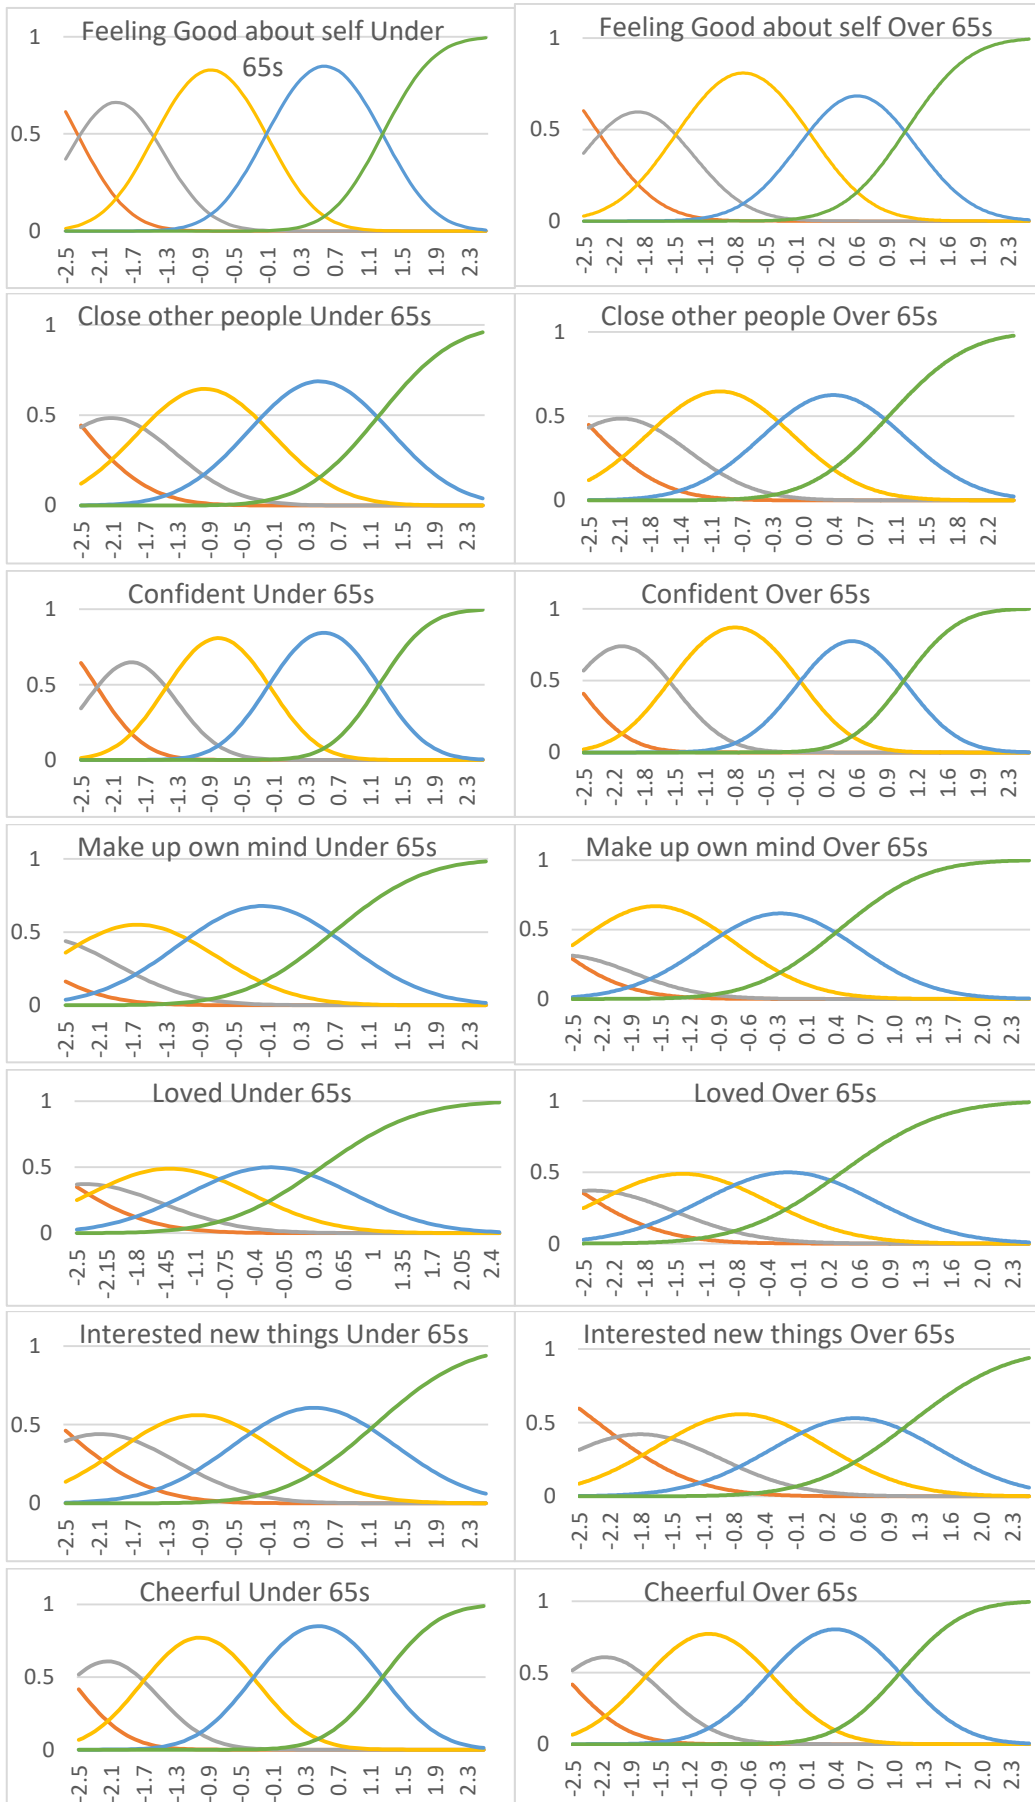 Feeling Good about self Under
65s
1
0.5
0
-2.5 -2.1 -1.7 -1.3 -0.9 -0.5 -0.1 0.3 0.7 1.1 1.5 1.9 2.3
Feeling Good about self Over 65s
1
0.5
0
-2.5 -2.2 -1.8 -1.5 -1.1 -0.8 -0.5 -0.1 0.2 0.6 0.9 1.2 1.6 1.9 2.3
Close other people Under 65s
1
0.5
0
-2.5 -2.1 -1.7 -1.3 -0.9 -0.5 -0.1 0.3 0.7 1.1 1.5 1.9 2.3
Close other people Over 65s
1
0.5
0
-2.5 -2.1 -1.8 -1.4 -1.0 -0.7 -0.3 0.0 0.4 0.7 1.1 1.5 1.8 2.2
Confident Under 65s
1
0.5
0
-2.5 -2.1 -1.7 -1.3 -0.9 -0.5 -0.1 0.3 0.7 1.1 1.5 1.9 2.3
Confident Over 65s
1
0.5
0
-2.5 -2.2 -1.8 -1.5 -1.1 -0.8 -0.5 -0.1 0.2 0.6 0.9 1.2 1.6 1.9 2.3
Make up own mind Under 65s
1
0.5
0
-2.5 -2.1 -1.7 -1.3 -0.9 -0.5 -0.1 0.3 0.7 1.1 1.5 1.9 2.3
Make up own mind Over 65s
1
0.5
0
-2.5 -2.2 -1.9 -1.5 -1.2 -0.9 -0.6 -0.3 0.1 0.4 0.7 1.0 1.3 1.7 2.0 2.3
Loved Under 65s
1
0.5
0
-2.5 -2.15 -1.8 -1.45 -1.1 -0.75 -0.4 -0.05 0.3 0.65 1 1.35 1.7 2.05 2.4
Loved Over 65s
1
0.5
0
-2.5 -2.2 -1.8 -1.5 -1.1 -0.8 -0.4 -0.1 0.2 0.6 0.9 1.3 1.6 2.0 2.3
Interested new things Under 65s
1
0.5
0
-2.5 -2.1 -1.7 -1.3 -0.9 -0.5 -0.1 0.3 0.7 1.1 1.5 1.9 2.3
Interested new things Over 65s
1
0.5
0
-2.5 -2.2 -1.8 -1.5 -1.1 -0.8 -0.4 -0.1 0.2 0.6 0.9 1.3 1.6 2.0 2.3
Cheerful Under 65s
1
0.5
0
-2.5 -2.1 -1.7 -1.3 -0.9 -0.5 -0.1 0.3 0.7 1.1 1.5 1.9 2.3
Cheerful Over 65s
1
0.5
0
-2.5 -2.2 -1.9 -1.5 -1.2 -0.9 -0.6 -0.3 0.1 0.4 0.7 1.0 1.3 1.7 2.0 2.3